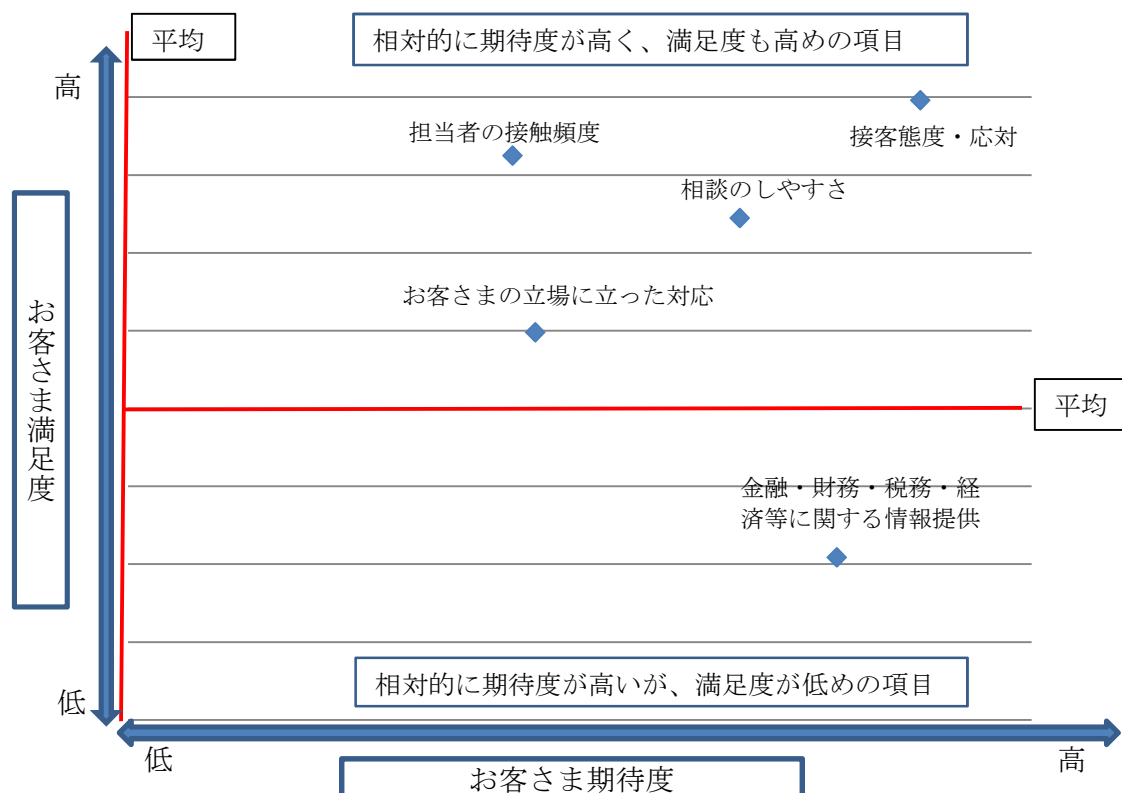 平均
相対的に期待度が高く、満足度も高めの項目
高
担当者の接触頻度
接客態度・応対
相談のしやすさ
お客さまの立場に立った対応
お客さま満足度
平均
金融・財務・税務・経
済等に関する情報提供
相対的に期待度が高いが、満足度が低めの項目
低
低
高
お客さま期待度